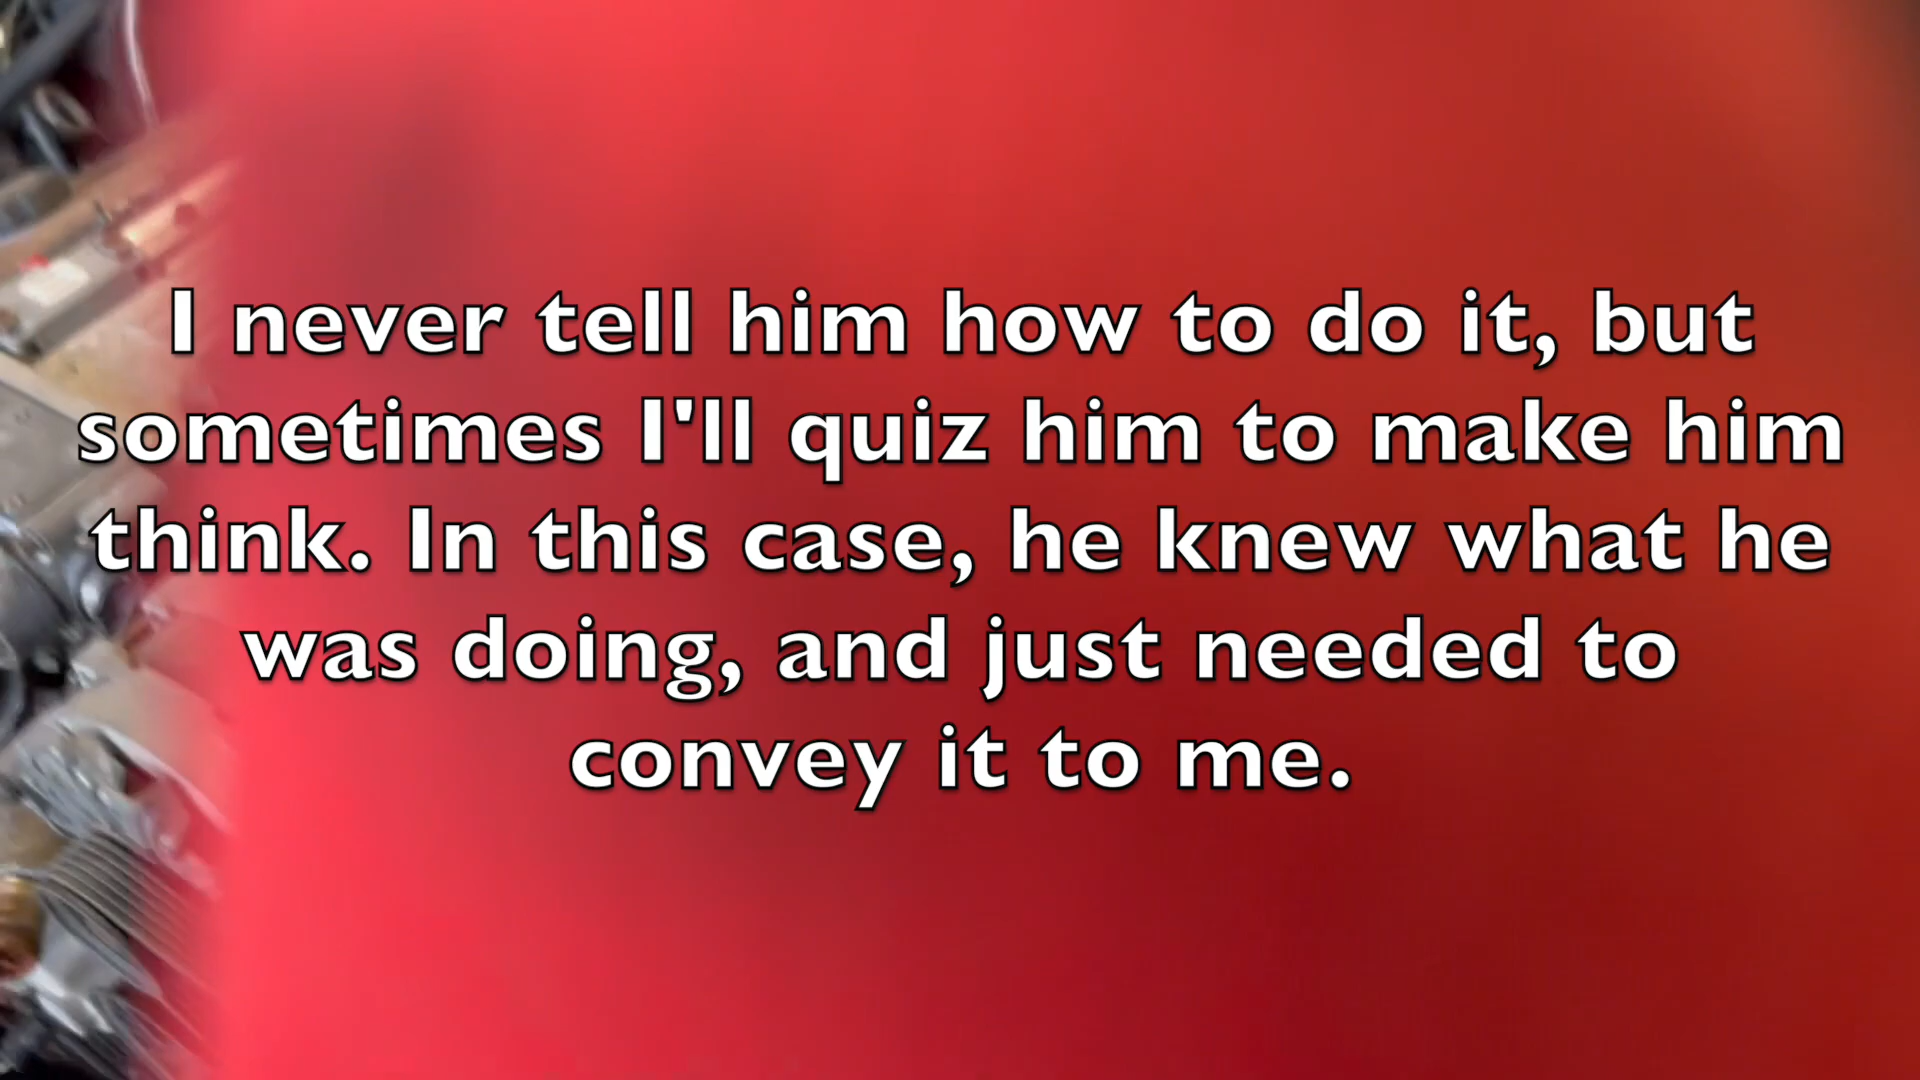 I never tell him how to do it, but
sometimes I'll quiz him to make him
think. In this case, he knew what he
was doing, and just needed to
convey it to me.